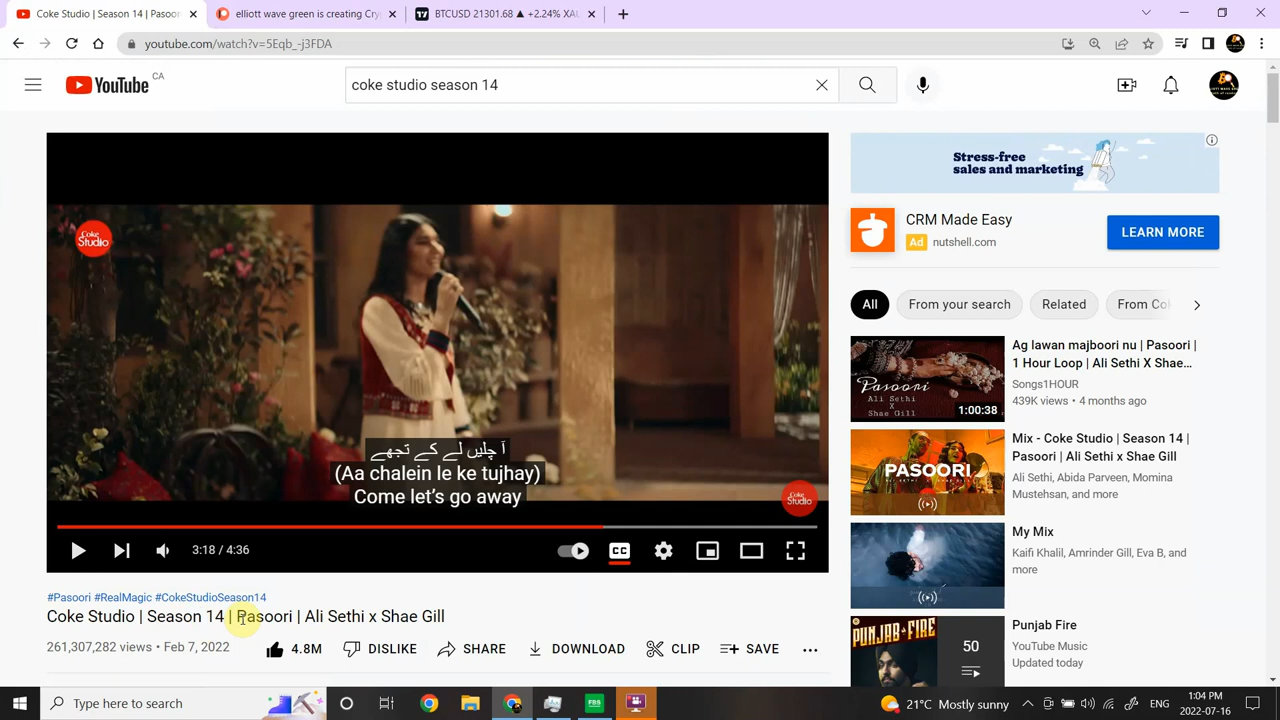 Coke Studio | Season 14 | Pasoori
elliott wave green is creating Cry
BTCUSD 21301.68 ▲ +2.24% XAU
youtube.com/watch?v=5Eqb_-j3FDA
YouTube CA
coke studio season 14
Coke Studio
آ چلیں لے کے تجھے
(Aa chalein le ke tujhay)
Come let's go away
Coke Studio
3:18 / 4:36
CC
#Pasoori #RealMagic #CokeStudioSeason14
Coke Studio | Season 14 | Pasoori | Ali Sethi x Shae Gill
261,307,282 views • Feb 7, 2022
4.8M
DISLIKE
SHARE
DOWNLOAD
CLIP
SAVE
Stress-free
sales and marketing
CRM Made Easy
Ad nutshell.com
LEARN MORE
All
From your search
Related
From Co
Pasoori
Ali Sethi
X
Shae Gill
1:00:38
Ag lawan majboori nu | Pasoori |
1 Hour Loop | Ali Sethi X Shae...
Songs1HOUR
439K views • 4 months ago
PASOORI
Mix - Coke Studio | Season 14 |
Pasoori | Ali Sethi x Shae Gill
Ali Sethi, Abida Parveen, Momina
Mustehsan, and more
My Mix
Kaifi Khalil, Amrinder Gill, Eva B, and
more
PUNJAB FIRE
50
Punjab Fire
YouTube Music
Updated today
Type here to search
FBS
21°C Mostly sunny
ENG
1:04 PM
2022-07-16